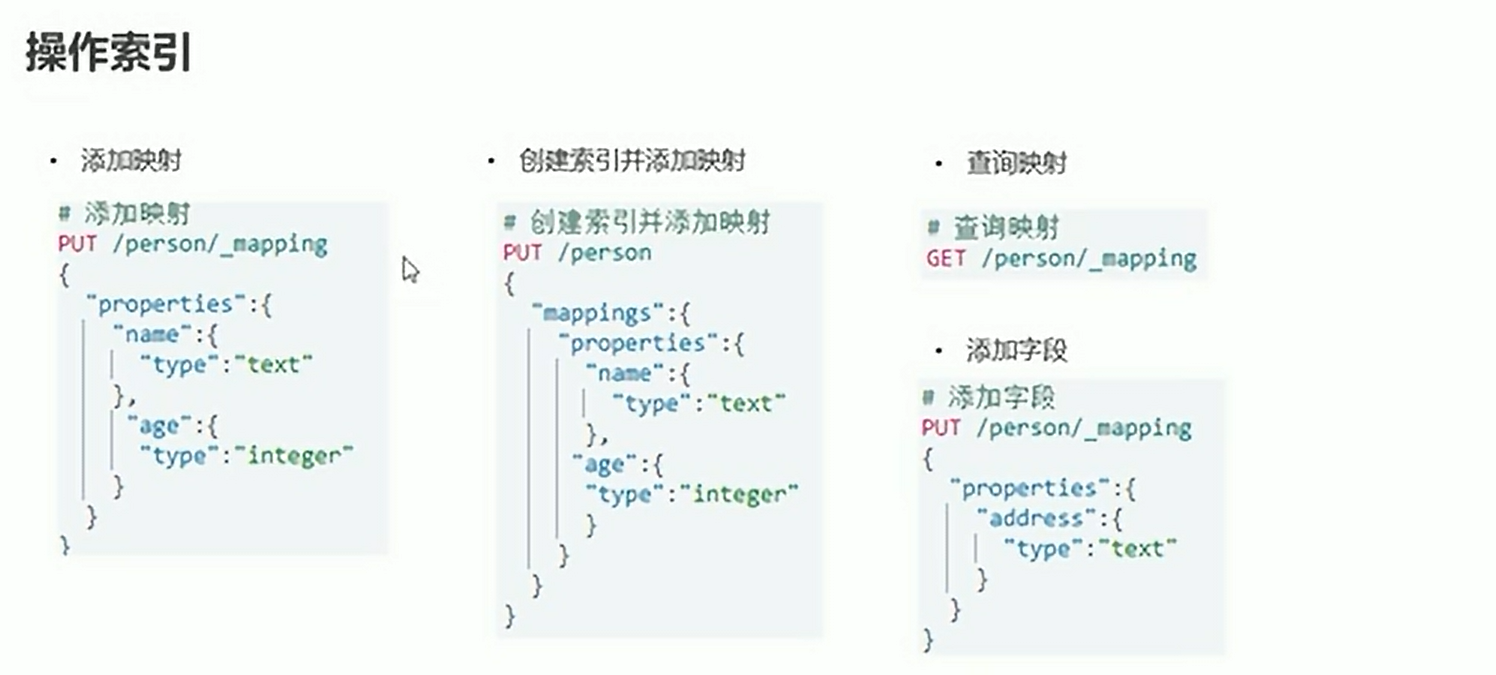 操作索引
• 添加映射
# 添加映射
PUT /person/_mapping
{
  "properties":{
    "name":{
      "type":"text"
    },
     "age":{
      "type":"integer"
    }
  }
}
• 创建索引并添加映射
# 创建索引并添加映射
PUT /person
{
  "mappings":{
    "properties":{
      "name":{
        "type":"text"
      },
     "age":{
      "type":"integer"
      }
    }
  }
}
• 查询映射
# 查询映射
GET /person/_mapping
• 添加字段
# 添加字段
PUT /person/_mapping
{
  "properties":{
    "address":{
      "type":"text"
    }
  }
}